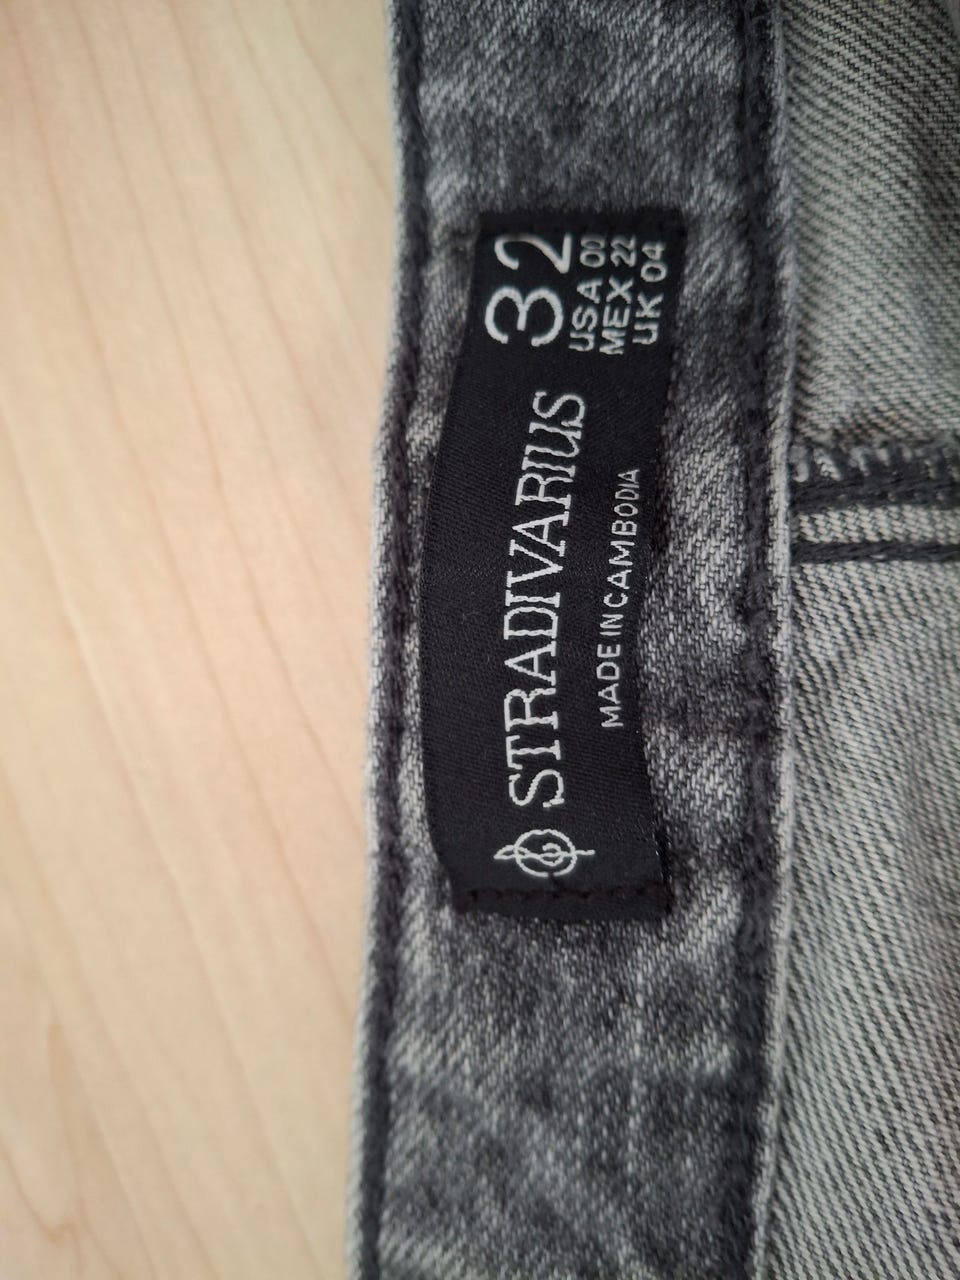 STRADIVARIUS
MADE IN CAMBODIA
32
USA 00
MEX 22
UK 04